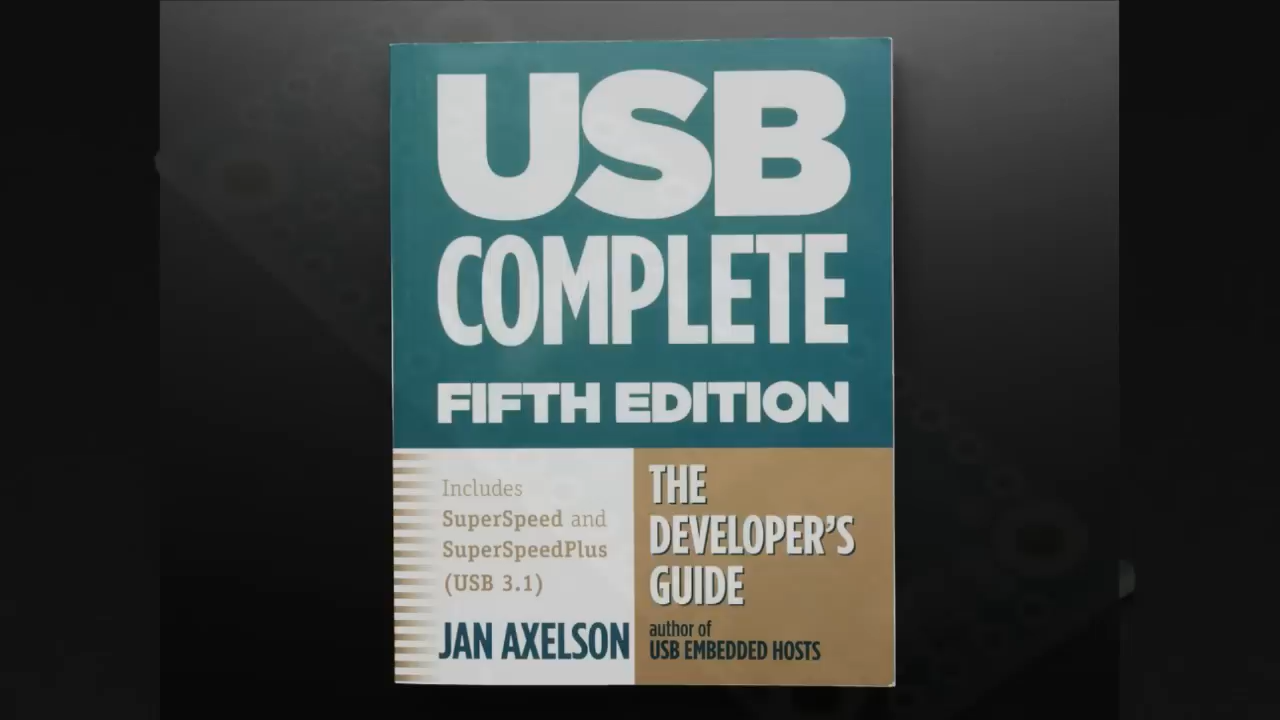 USB
COMPLETE
FIFTH EDITION
Includes
SuperSpeed and
SuperSpeedPlus
(USB 3.1)
JAN AXELSON
THE
DEVELOPER'S
GUIDE
author of
USB EMBEDDED HOSTS